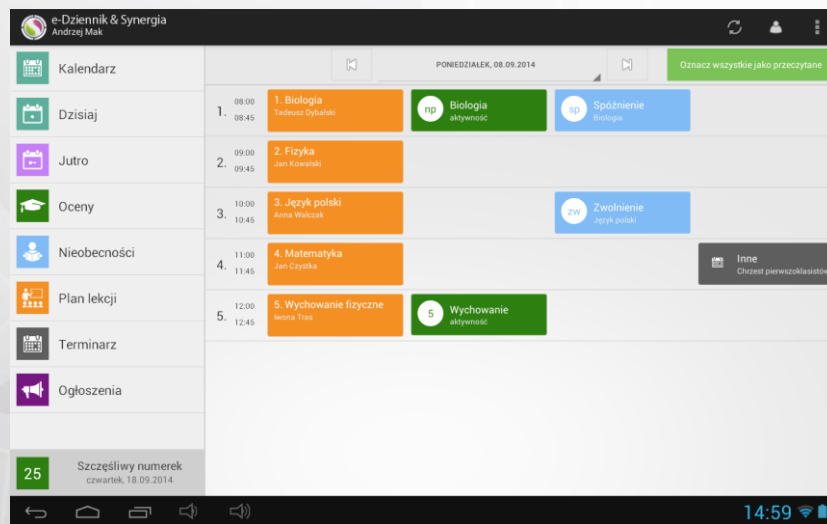 e-Dziennik & Synergia
Andrzej Mak
Kalendarz
Dzisiaj
Jutro
Oceny
Nieobecności
Plan lekcji
Terminarz
Ogłoszenia
25
Szczęśliwy numerek
czwartek, 18.09.2014
PONIEDZIAŁEK, 08.09.2014
Oznacz wszystkie jako przeczytane
1.
08:00
08:45
1. Biologia
Tadeusz Dybalski
np
Biologia
aktywność
sp
Spóźnienie
Biologia
2.
09:00
09:45
2. Fizyka
Jan Kowalski
3.
10:00
10:45
3. Język polski
Anna Walczak
zw
Zwolnienie
Język polski
4.
11:00
11:45
4. Matematyka
Jan Czystka
Inne
Chrzest pierwszoklasistów
5.
12:00
12:45
5. Wychowanie fizyczne
Iwona Tres
5
Wychowanie
aktywność
14:59